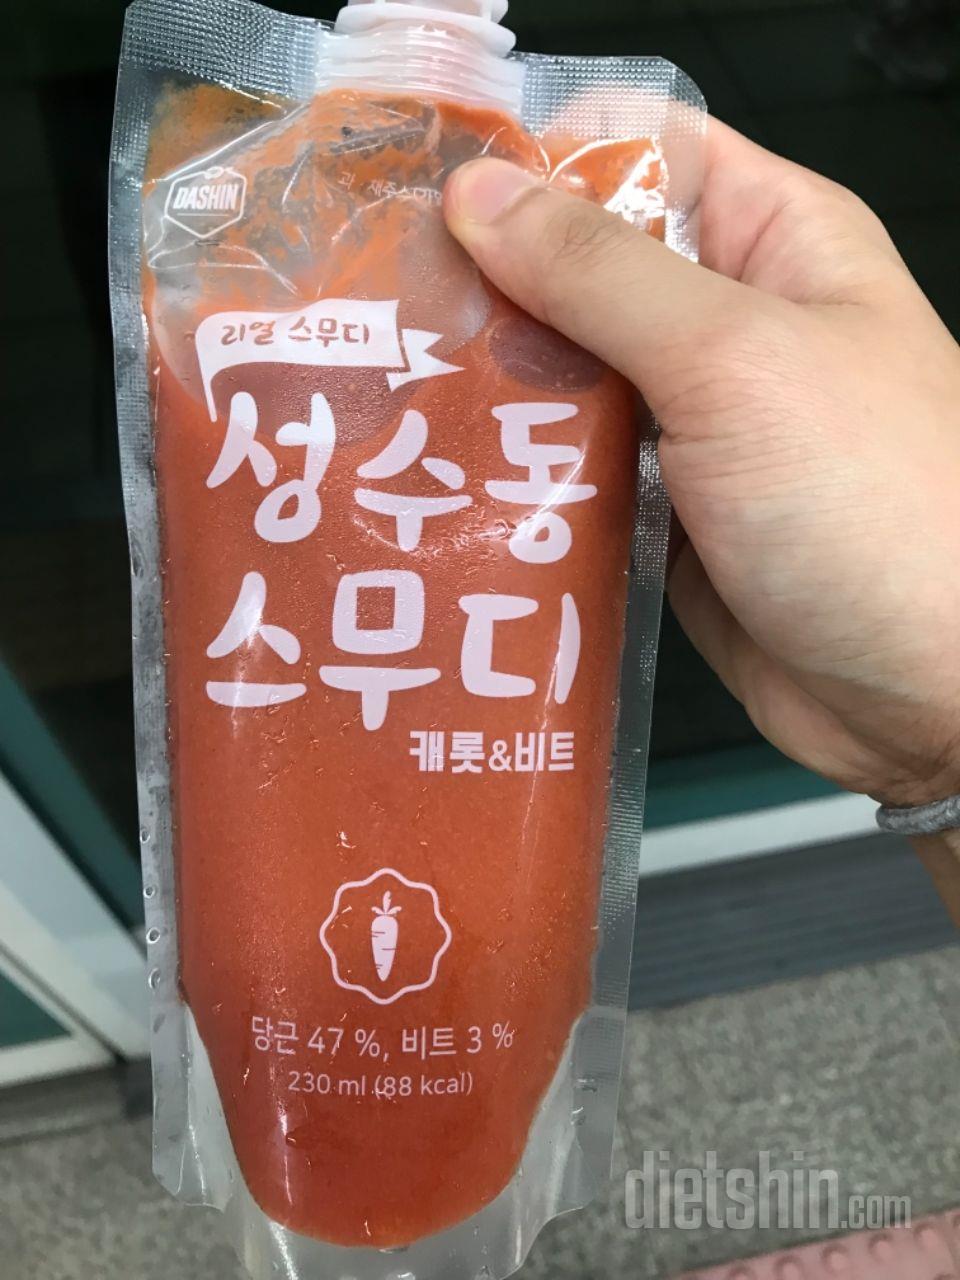 DASHIN
리얼 스무디
성수동
스무디
캐롯&비트
당근 47 %, 비트 3 %
230 ml (88 kcal)
dietshin.com